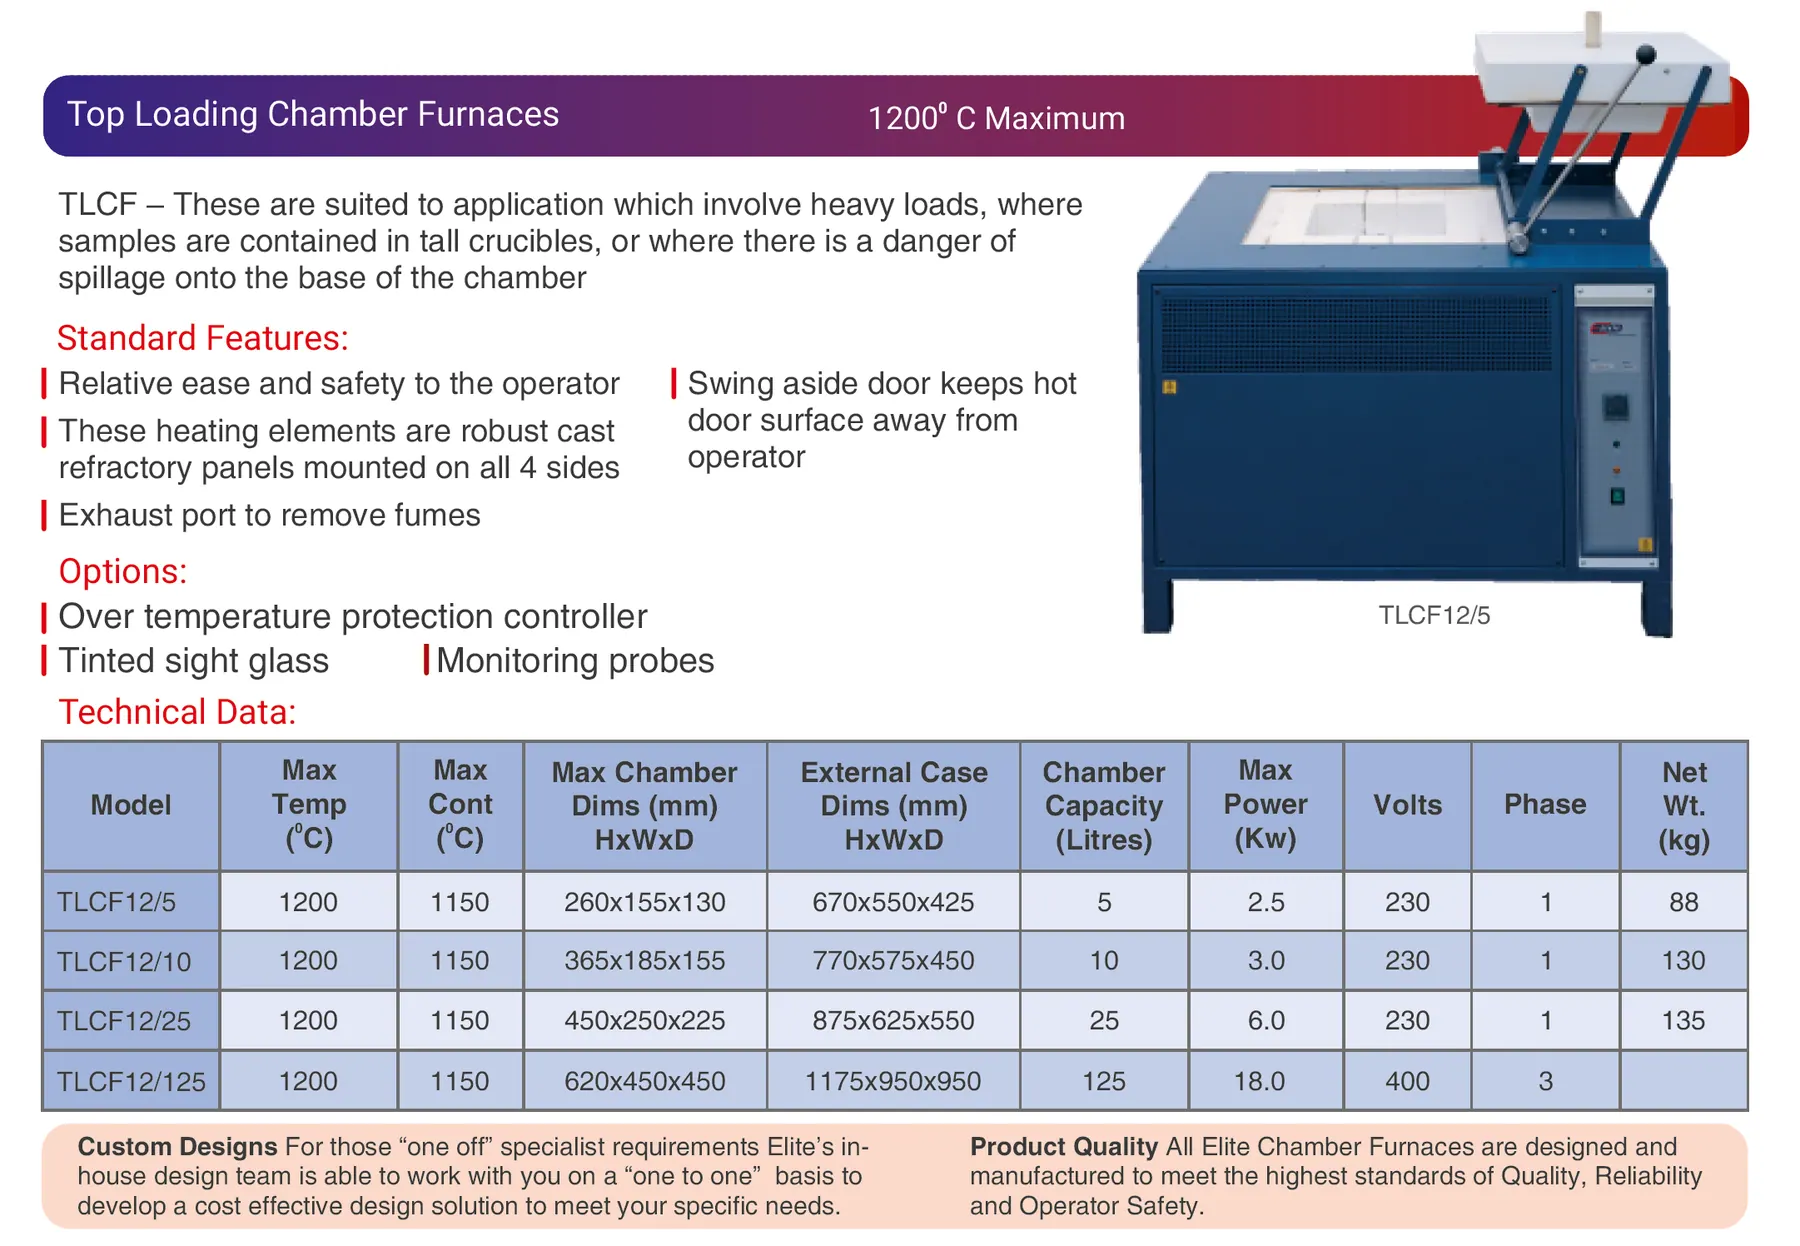 Top Loading Chamber Furnaces
1200⁰ C Maximum
TLCF – These are suited to application which involve heavy loads, where
samples are contained in tall crucibles, or where there is a danger of
spillage onto the base of the chamber
Standard Features:
Relative ease and safety to the operator
These heating elements are robust cast
refractory panels mounted on all 4 sides
Exhaust port to remove fumes
Swing aside door keeps hot
door surface away from
operator
Options:
Over temperature protection controller
Tinted sight glass
Monitoring probes
TLCF12/5
Technical Data:
Model | Max Temp (⁰C) | Max Cont (⁰C) | Max Chamber Dims (mm) HxWxD | External Case Dims (mm) HxWxD | Chamber Capacity (Litres) | Max Power (Kw) | Volts | Phase | Net Wt. (kg)
TLCF12/5 | 1200 | 1150 | 260x155x130 | 670x550x425 | 5 | 2.5 | 230 | 1 | 88
TLCF12/10 | 1200 | 1150 | 365x185x155 | 770x575x450 | 10 | 3.0 | 230 | 1 | 130
TLCF12/25 | 1200 | 1150 | 450x250x225 | 875x625x550 | 25 | 6.0 | 230 | 1 | 135
TLCF12/125 | 1200 | 1150 | 620x450x450 | 1175x950x950 | 125 | 18.0 | 400 | 3
Custom Designs For those “one off” specialist requirements Elite’s in-
house design team is able to work with you on a “one to one”  basis to
develop a cost effective design solution to meet your specific needs.
Product Quality All Elite Chamber Furnaces are designed and
manufactured to meet the highest standards of Quality, Reliability
and Operator Safety.